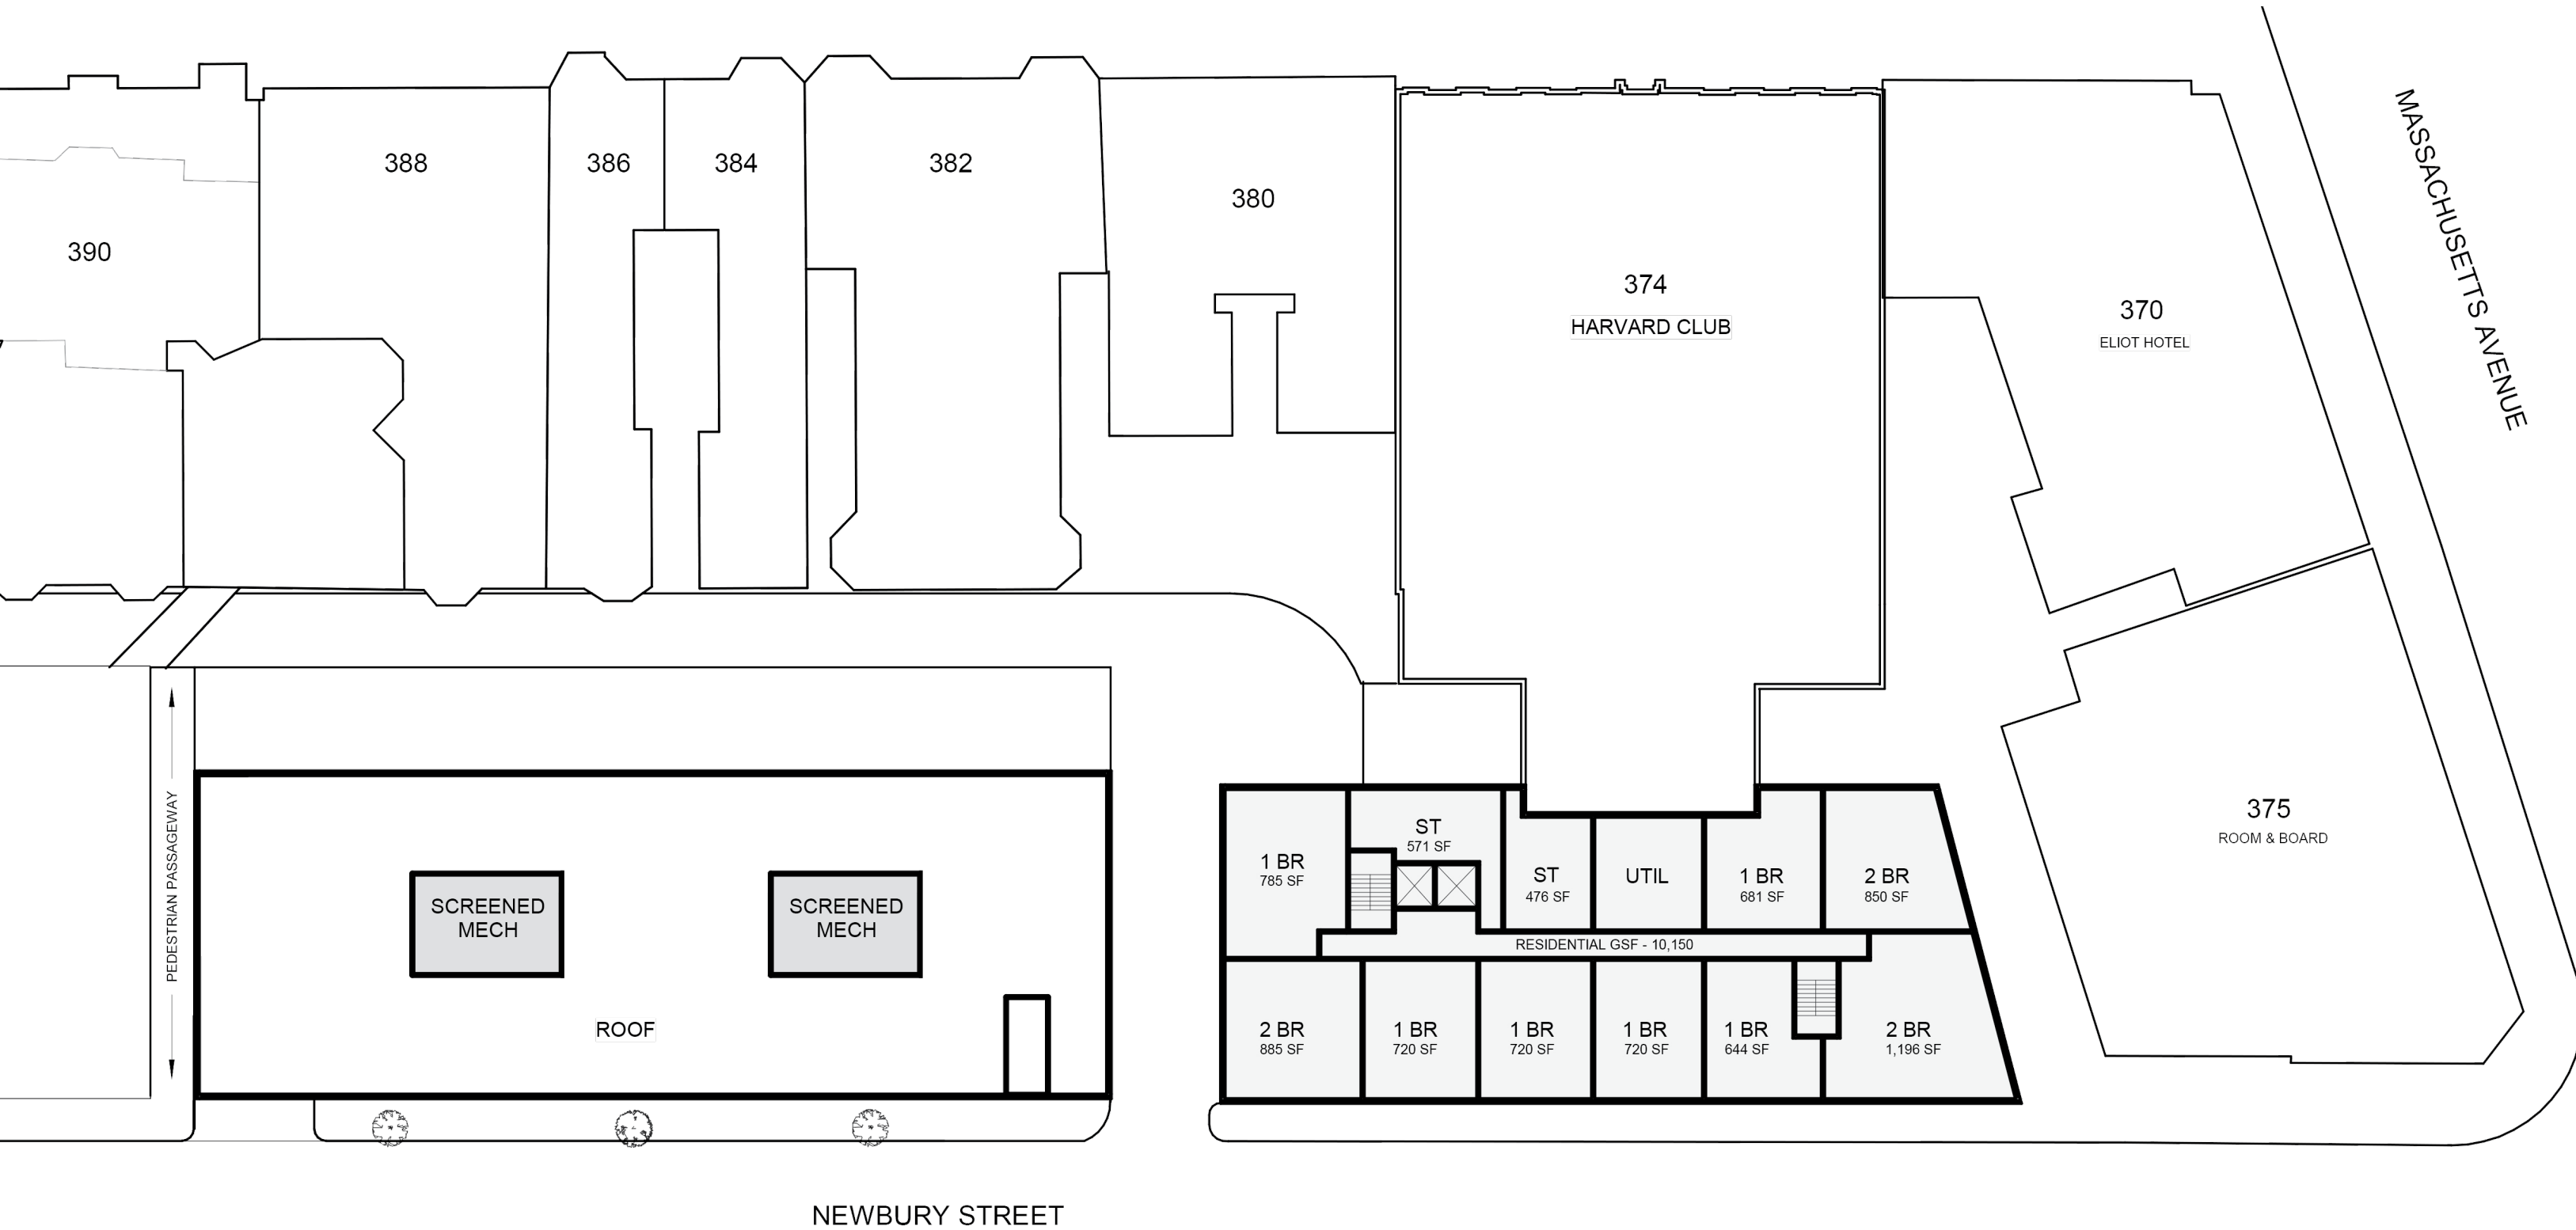 388
386
384
382
380
390
374
HARVARD CLUB
370
ELIOT HOTEL
MASSACHUSETTS AVENUE
375
ROOM & BOARD
PEDESTRIAN PASSAGEWAY
SCREENED
MECH
SCREENED
MECH
ROOF
1 BR
785 SF
ST
571 SF
ST
476 SF
UTIL
1 BR
681 SF
2 BR
850 SF
RESIDENTIAL GSF - 10,150
2 BR
885 SF
1 BR
720 SF
1 BR
720 SF
1 BR
720 SF
1 BR
644 SF
2 BR
1,196 SF
NEWBURY STREET